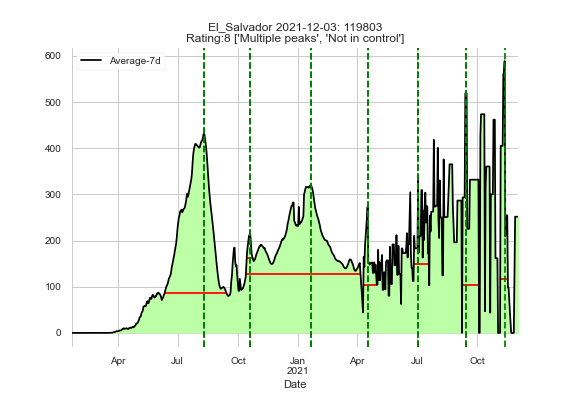 El_Salvador 2021-12-03: 119803
Rating:8 ['Multiple peaks', 'Not in control']
Average-7d
600
500
400
300
200
100
0
Apr Jul Oct Jan Apr Jul Oct
2021
Date